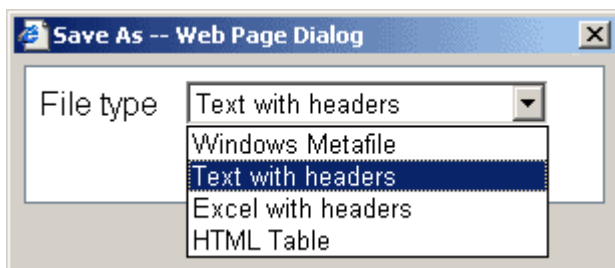 Save As -- Web Page Dialog
File type Text with headers
Windows Metafile
Text with headers
Excel with headers
HTML Table